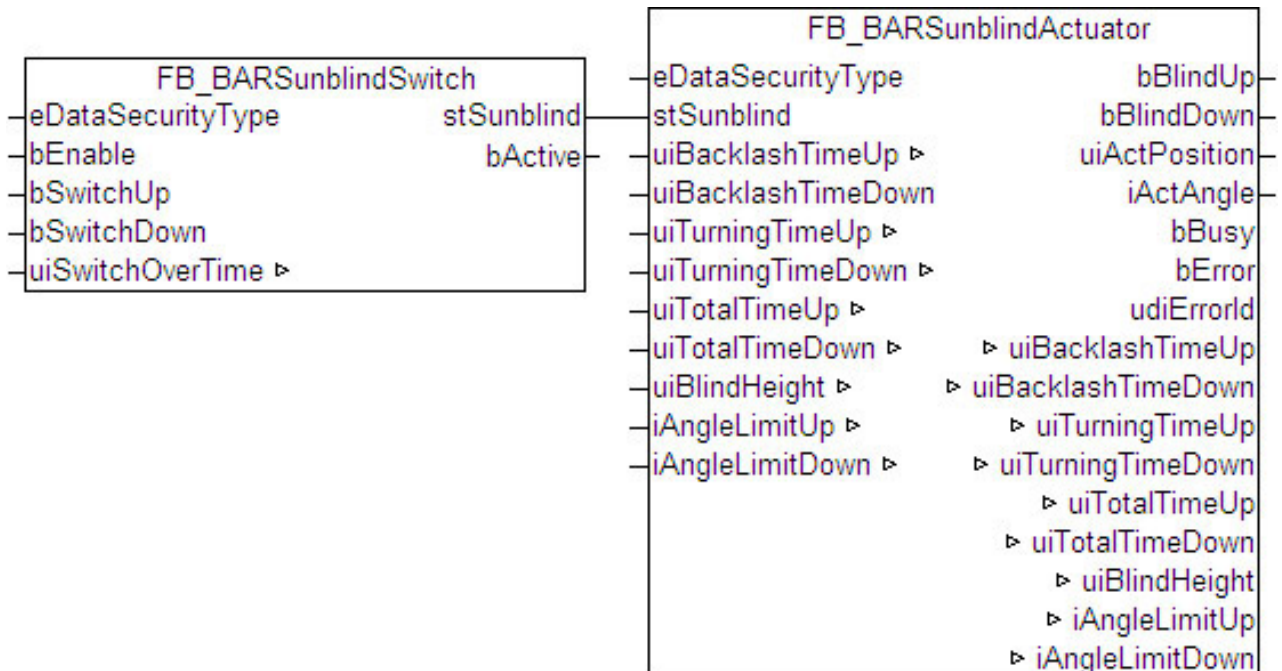 FB_BARSunblindSwitch
eDataSecurityType stSunblind
bEnable bActive
bSwitchUp
bSwitchDown
uiSwitchOverTime ▷
FB_BARSunblindActuator
eDataSecurityType bBlindUp
stSunblind bBlindDown
uiBacklashTimeUp ▷ uiActPosition
uiBacklashTimeDown iActAngle
uiTurningTimeUp ▷ bBusy
uiTurningTimeDown ▷ bError
uiTotalTimeUp ▷ udiErrorId
uiTotalTimeDown ▷ ▷ uiBacklashTimeUp
uiBlindHeight ▷ ▷ uiBacklashTimeDown
iAngleLimitUp ▷ ▷ uiTurningTimeUp
iAngleLimitDown ▷ ▷ uiTurningTimeDown
▷ uiTotalTimeUp
▷ uiTotalTimeDown
▷ uiBlindHeight
▷ iAngleLimitUp
▷ iAngleLimitDown